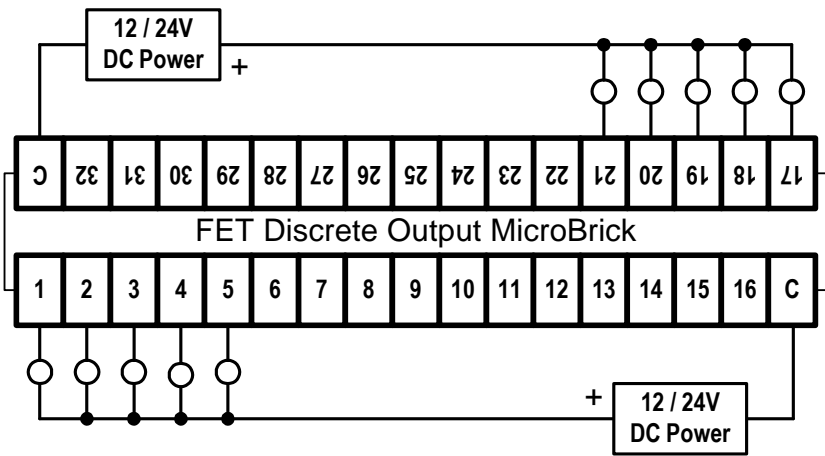 12 / 24V
DC Power
+
C 32 31 30 29 28 27 26 25 24 23 22 21 20 19 18 17
FET Discrete Output MicroBrick
1 2 3 4 5 6 7 8 9 10 11 12 13 14 15 16 C
+
12 / 24V
DC Power